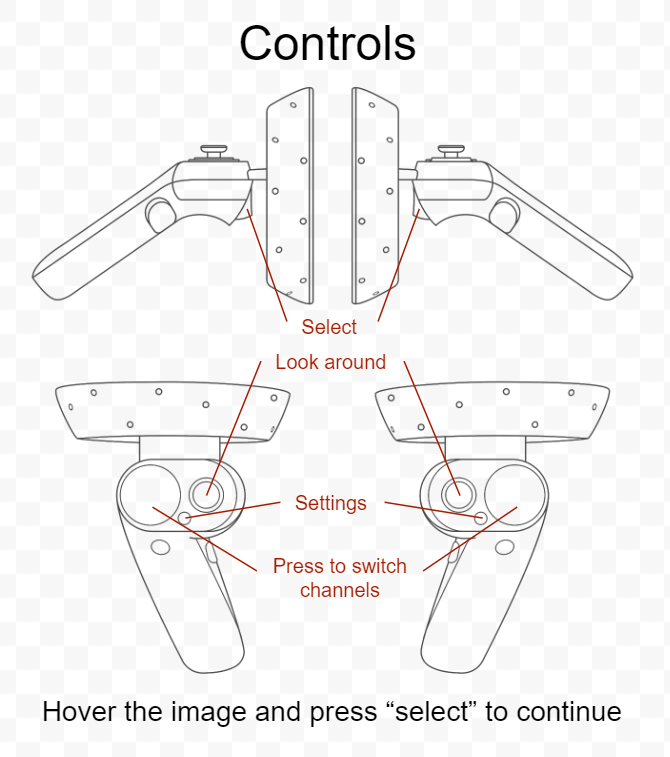 Controls
Select
Look around
Settings
Press to switch
channels
Hover the image and press “select” to continue